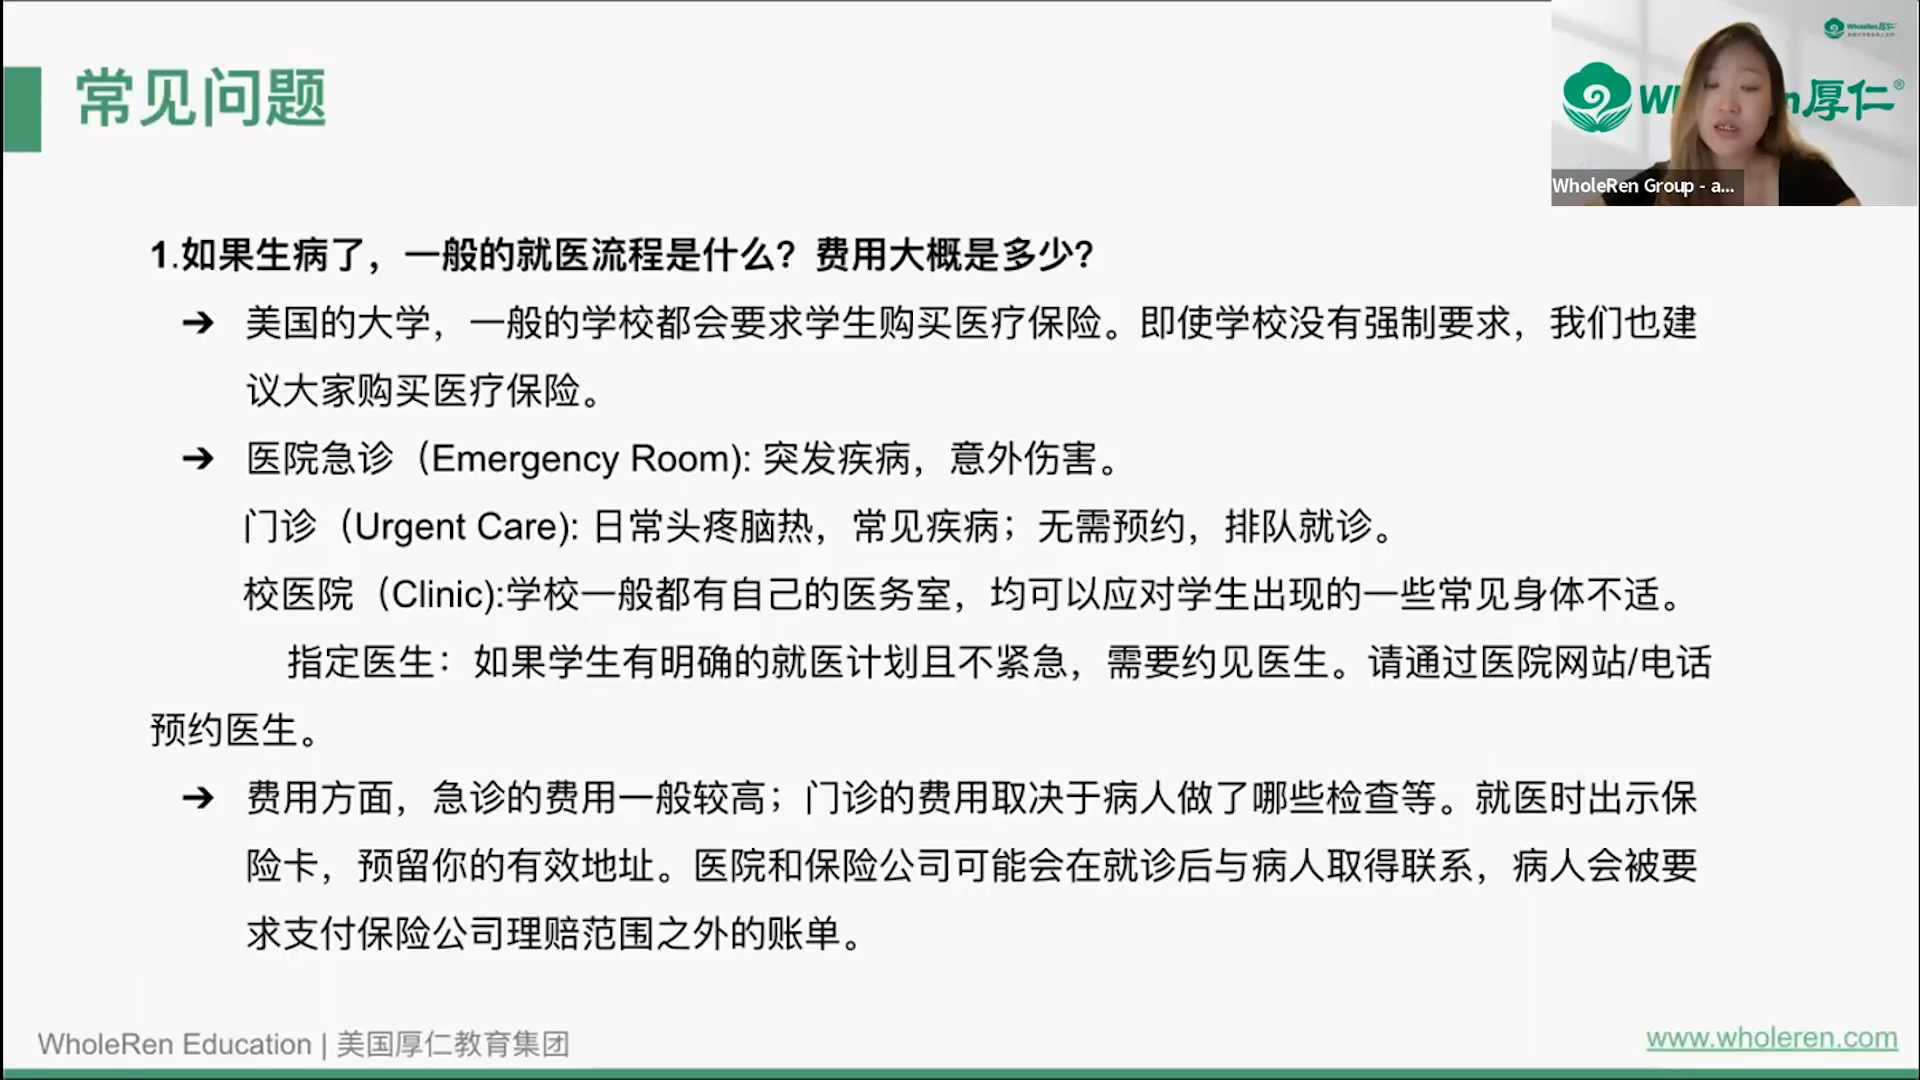 常见问题
WholeRen厚仁
W
n厚仁®
WholeRen Group - a...
1.如果生病了，一般的就医流程是什么？费用大概是多少？
➔ 美国的大学，一般的学校都会要求学生购买医疗保险。即使学校没有强制要求，我们也建
议大家购买医疗保险。
➔ 医院急诊（Emergency Room): 突发疾病，意外伤害。
门诊（Urgent Care): 日常头疼脑热，常见疾病；无需预约，排队就诊。
校医院（Clinic):学校一般都有自己的医务室，均可以应对学生出现的一些常见身体不适。
指定医生：如果学生有明确的就医计划且不紧急，需要约见医生。请通过医院网站/电话
预约医生。
➔ 费用方面，急诊的费用一般较高；门诊的费用取决于病人做了哪些检查等。就医时出示保
险卡，预留你的有效地址。医院和保险公司可能会在就诊后与病人取得联系，病人会被要
求支付保险公司理赔范围之外的账单。
WholeRen Education | 美国厚仁教育集团
www.wholeren.com